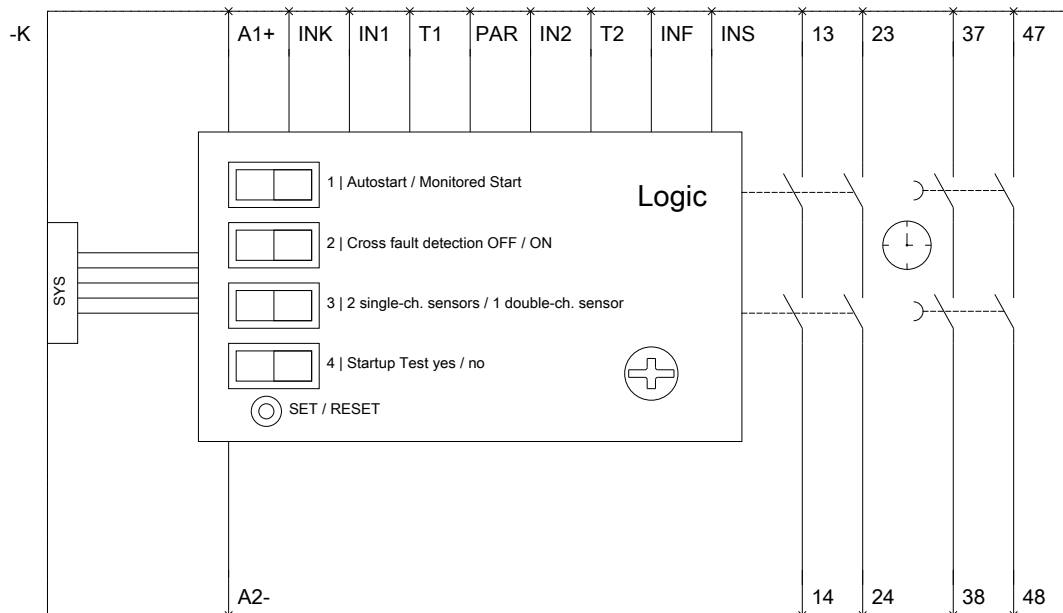 -K A1+ INK IN1 T1 PAR IN2 T2 INF INS 13 23 37 47
1 | Autostart / Monitored Start
Logic
2 | Cross fault detection OFF / ON
SYS
3 | 2 single-ch. sensors / 1 double-ch. sensor
4 | Startup Test yes / no
SET / RESET
A2- 14 24 38 48